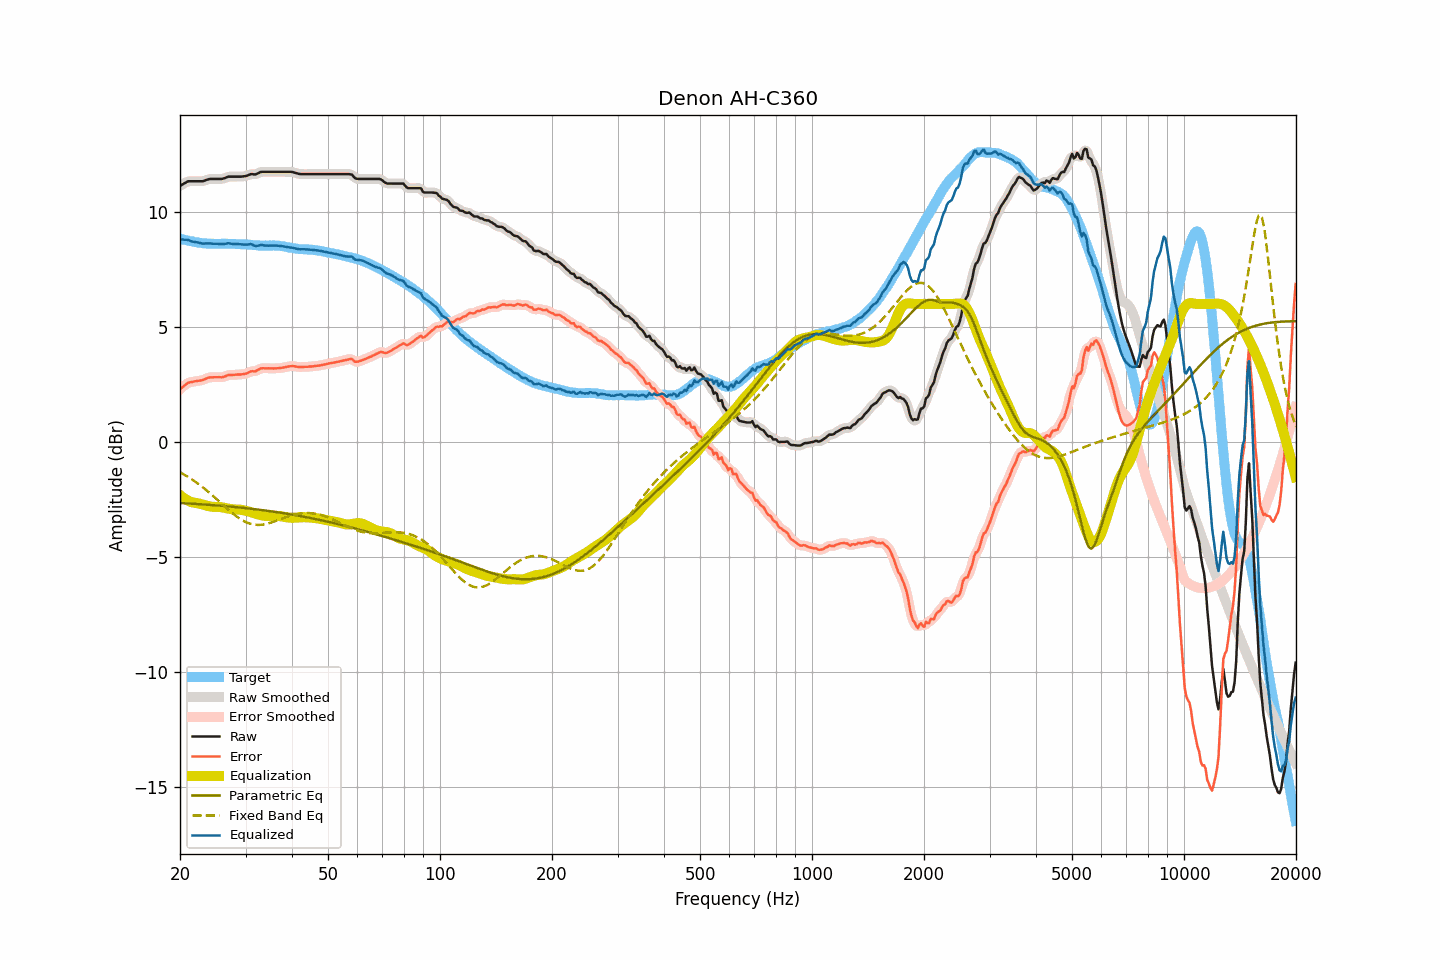 Denon AH-C360
Amplitude (dBr)
10
5
0
−5
−10
−15
Target
Raw Smoothed
Error Smoothed
Raw
Error
Equalization
Parametric Eq
Fixed Band Eq
Equalized
20 50 100 200 500 1000 2000 5000 10000 20000
Frequency (Hz)